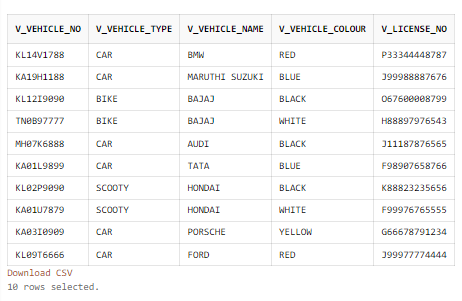 V_VEHICLE_NO V_VEHICLE_TYPE V_VEHICLE_NAME V_VEHICLE_COLOUR V_LICENSE_NO
KL14V1788 CAR BMW RED P33344448787
KA19H1188 CAR MARUTHI SUZUKI BLUE J99988887676
KL12I9090 BIKE BAJAJ BLACK O67600008799
TN0B97777 BIKE BAJAJ WHITE H88897976543
MH07K6888 CAR AUDI BLACK J11187876565
KA01L9899 CAR TATA BLUE F98907658766
KL02P9090 SCOOTY HONDAI BLACK K88823235656
KA01U7879 SCOOTY HONDAI WHITE F99976765555
KA03I0909 CAR PORSCHE YELLOW G66678791234
KL09T6666 CAR FORD RED J99977774444
Download CSV
10 rows selected.